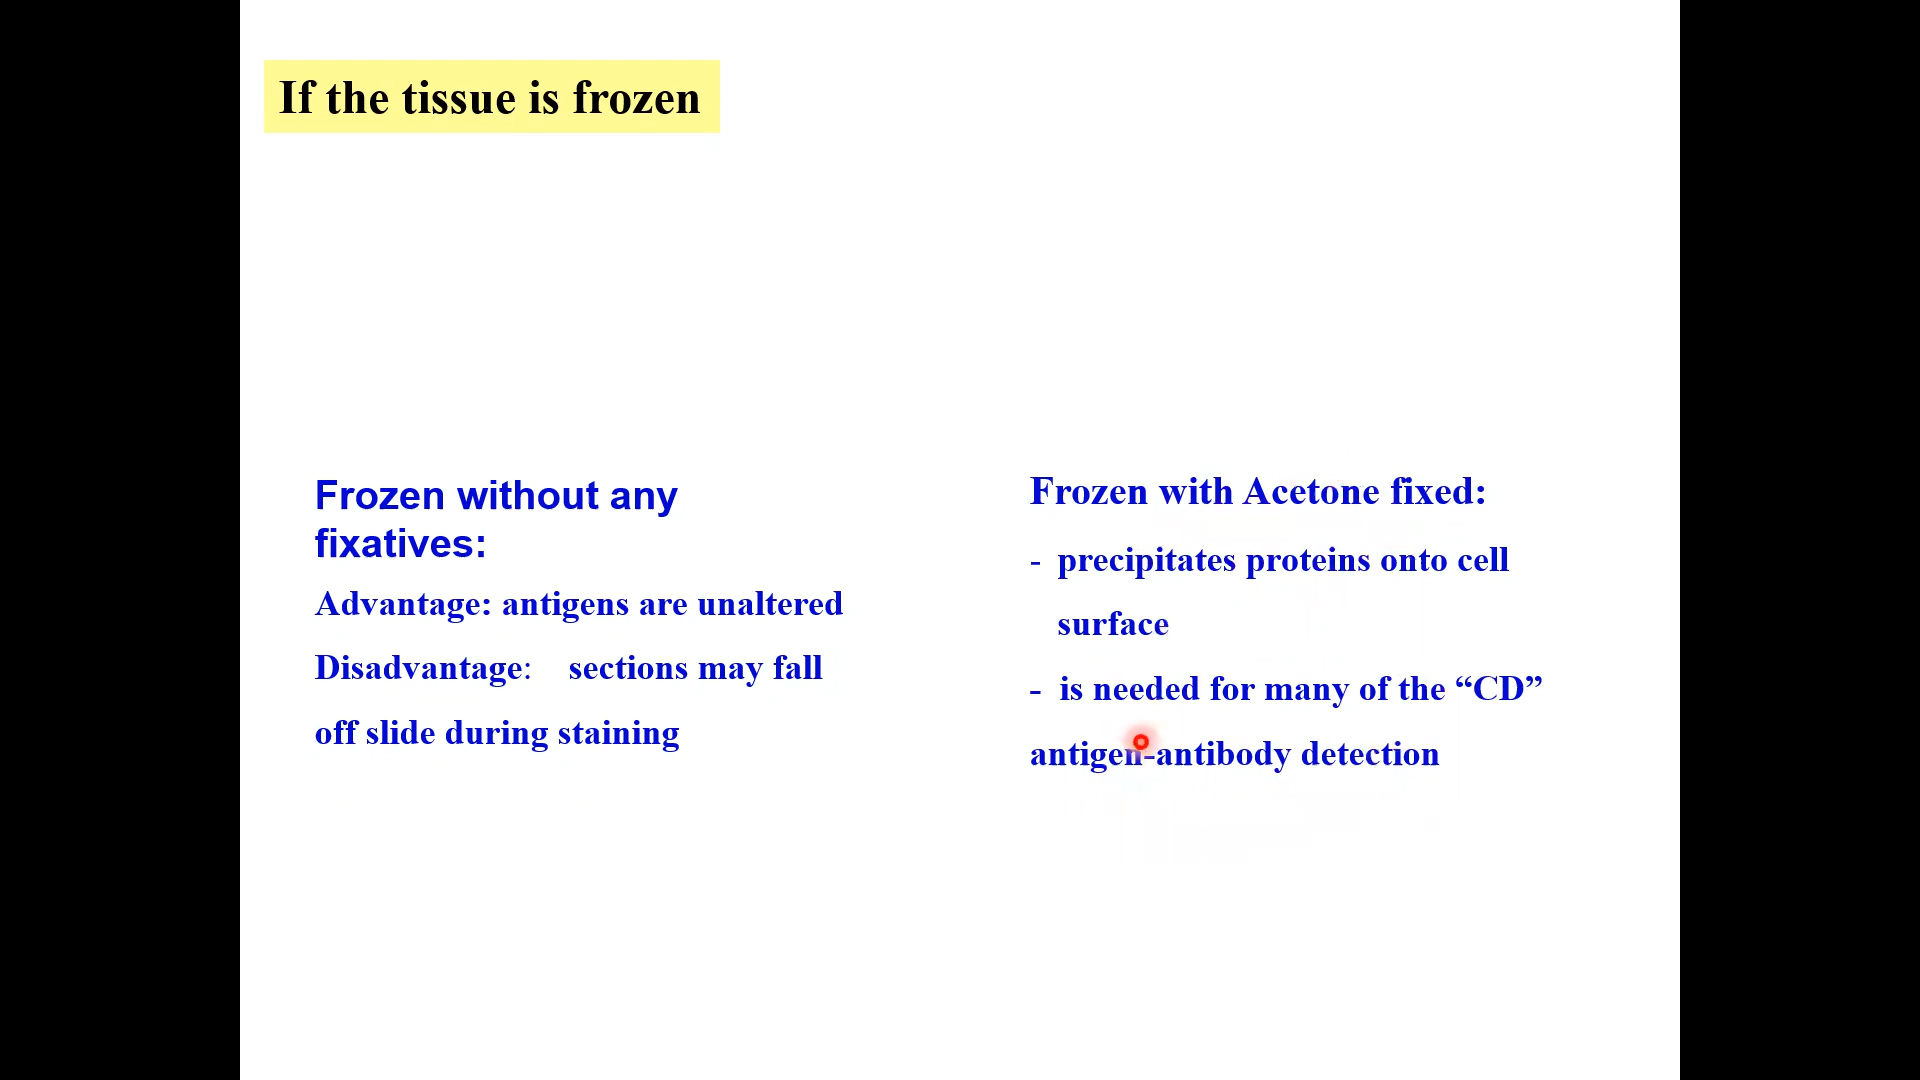 If the tissue is frozen
Frozen without any
fixatives:
Advantage: antigens are unaltered
Disadvantage: sections may fall
off slide during staining
Frozen with Acetone fixed:
- precipitates proteins onto cell
surface
- is needed for many of the “CD”
antigen-antibody detection